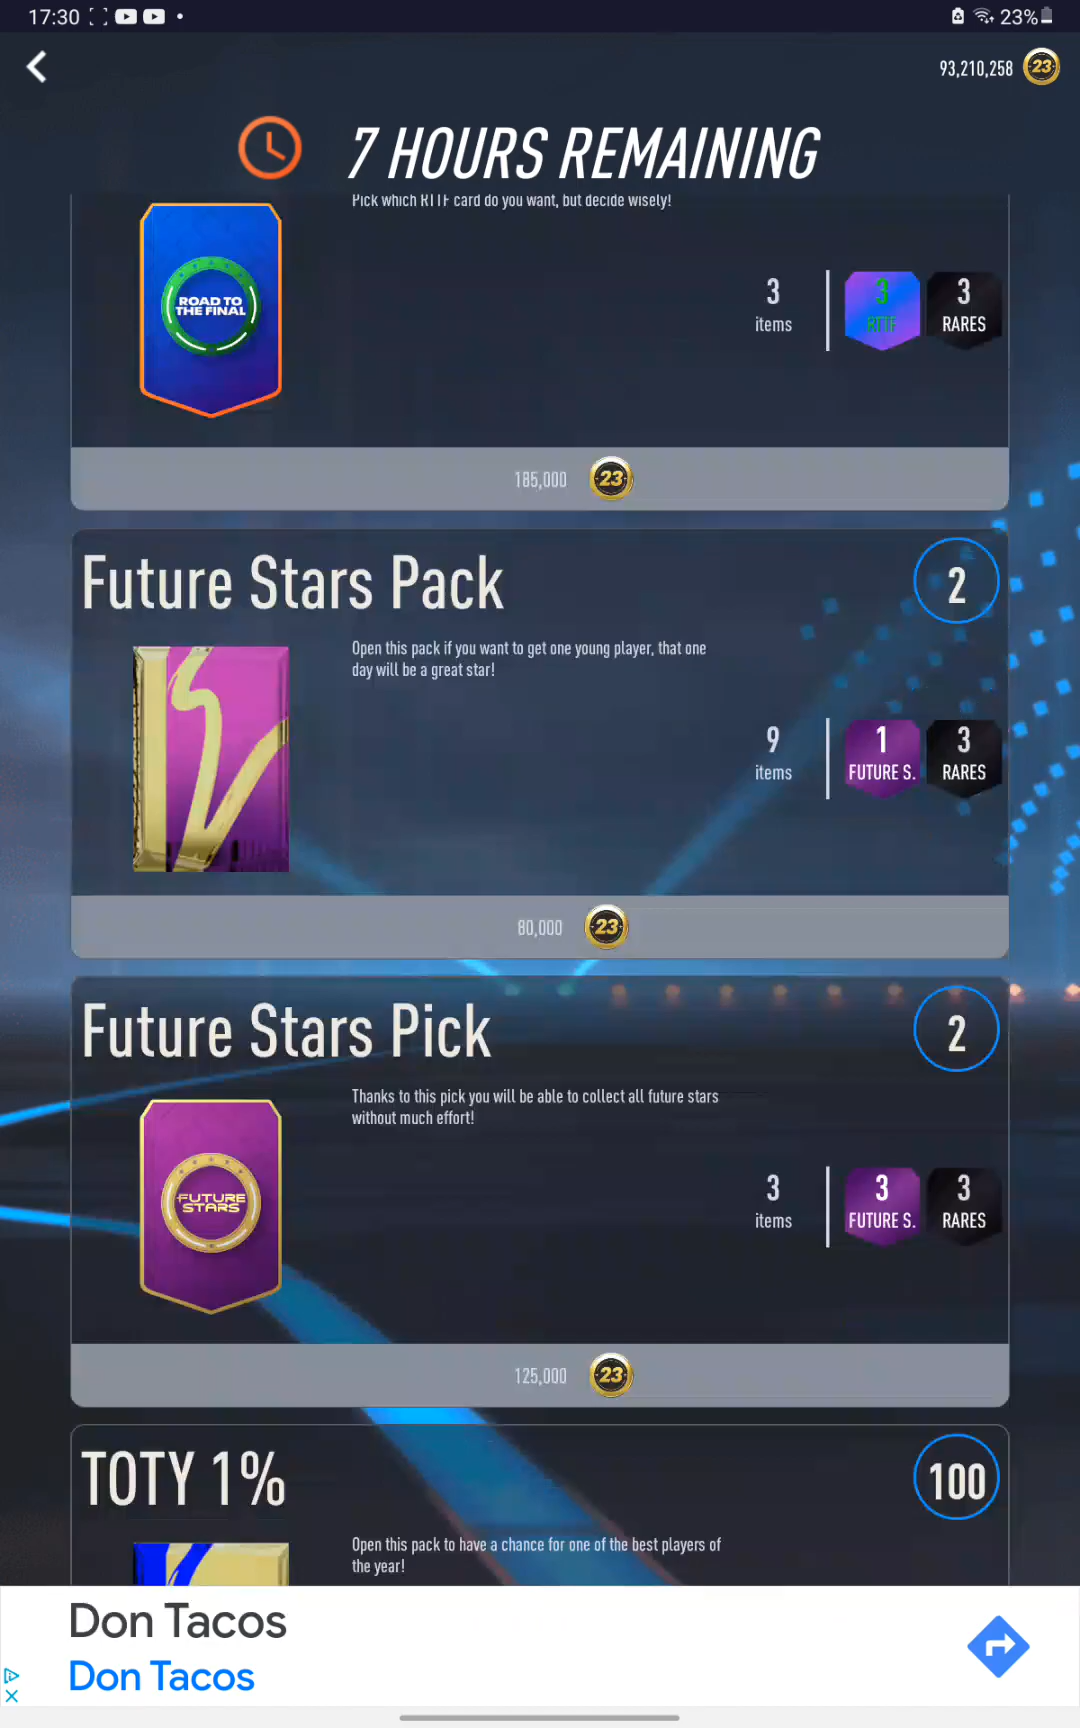 17:30
23%
93,210,258
23
7 HOURS REMAINING
Pick which RTTF card do you want, but decide wisely!
ROAD TO
THE FINAL
3
items
3
RTTF
3
RARES
185,000
23
Future Stars Pack
2
Open this pack if you want to get one young player, that one
day will be a great star!
9
items
1
FUTURE S.
3
RARES
80,000
23
Future Stars Pick
2
Thanks to this pick you will be able to collect all future stars
without much effort!
FUTURE
STARS
3
items
3
FUTURE S.
3
RARES
125,000
23
TOTY 1%
100
Open this pack to have a chance for one of the best players of
the year!
Don Tacos
Don Tacos